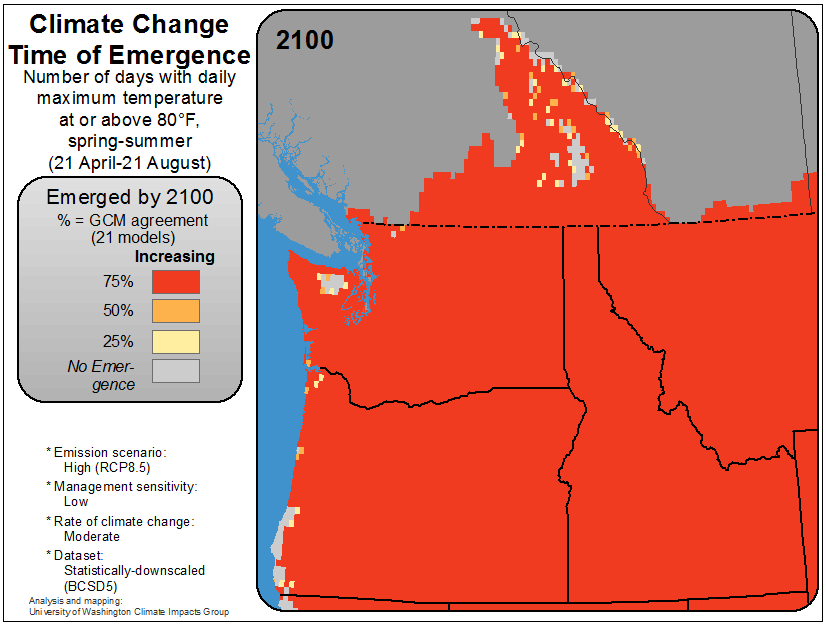 Climate Change
Time of Emergence
Number of days with daily
maximum temperature
at or above 80°F,
spring-summer
(21 April-21 August)
Emerged by 2100
% = GCM agreement
(21 models)
Increasing
75%
50%
25%
No Emer-
gence
* Emission scenario:
High (RCP8.5)
* Management sensitivity:
Low
* Rate of climate change:
Moderate
* Dataset:
Statistically-downscaled
(BCSD5)
Analysis and mapping:
University of Washington Climate Impacts Group
2100